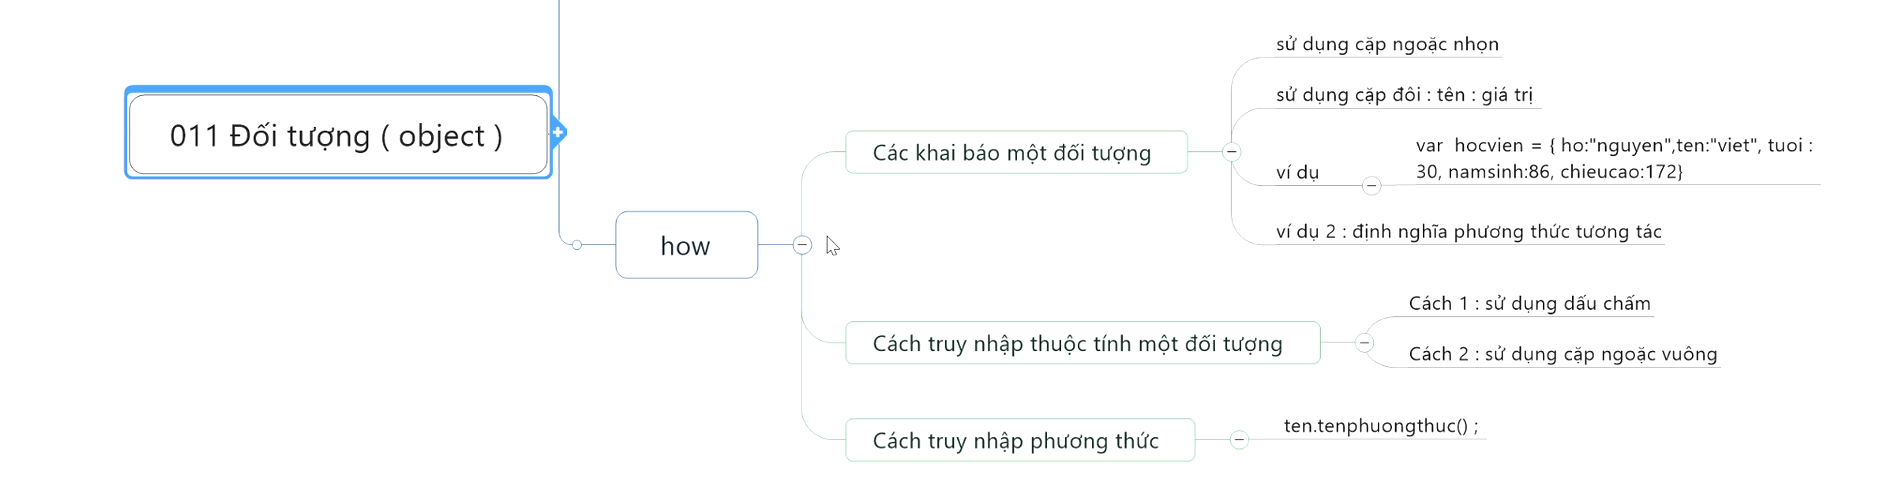 011 Đối tượng ( object )
how
Các khai báo một đối tượng
sử dụng cặp ngoặc nhọn
sử dụng cặp đôi : tên : giá trị
ví dụ
var  hocvien = { ho:"nguyen",ten:"viet", tuoi :
30, namsinh:86, chieucao:172}
ví dụ 2 : định nghĩa phương thức tương tác
Cách truy nhập thuộc tính một đối tượng
Cách 1 : sử dụng dấu chấm
Cách 2 : sử dụng cặp ngoặc vuông
Cách truy nhập phương thức
ten.tenphuongthuc() ;